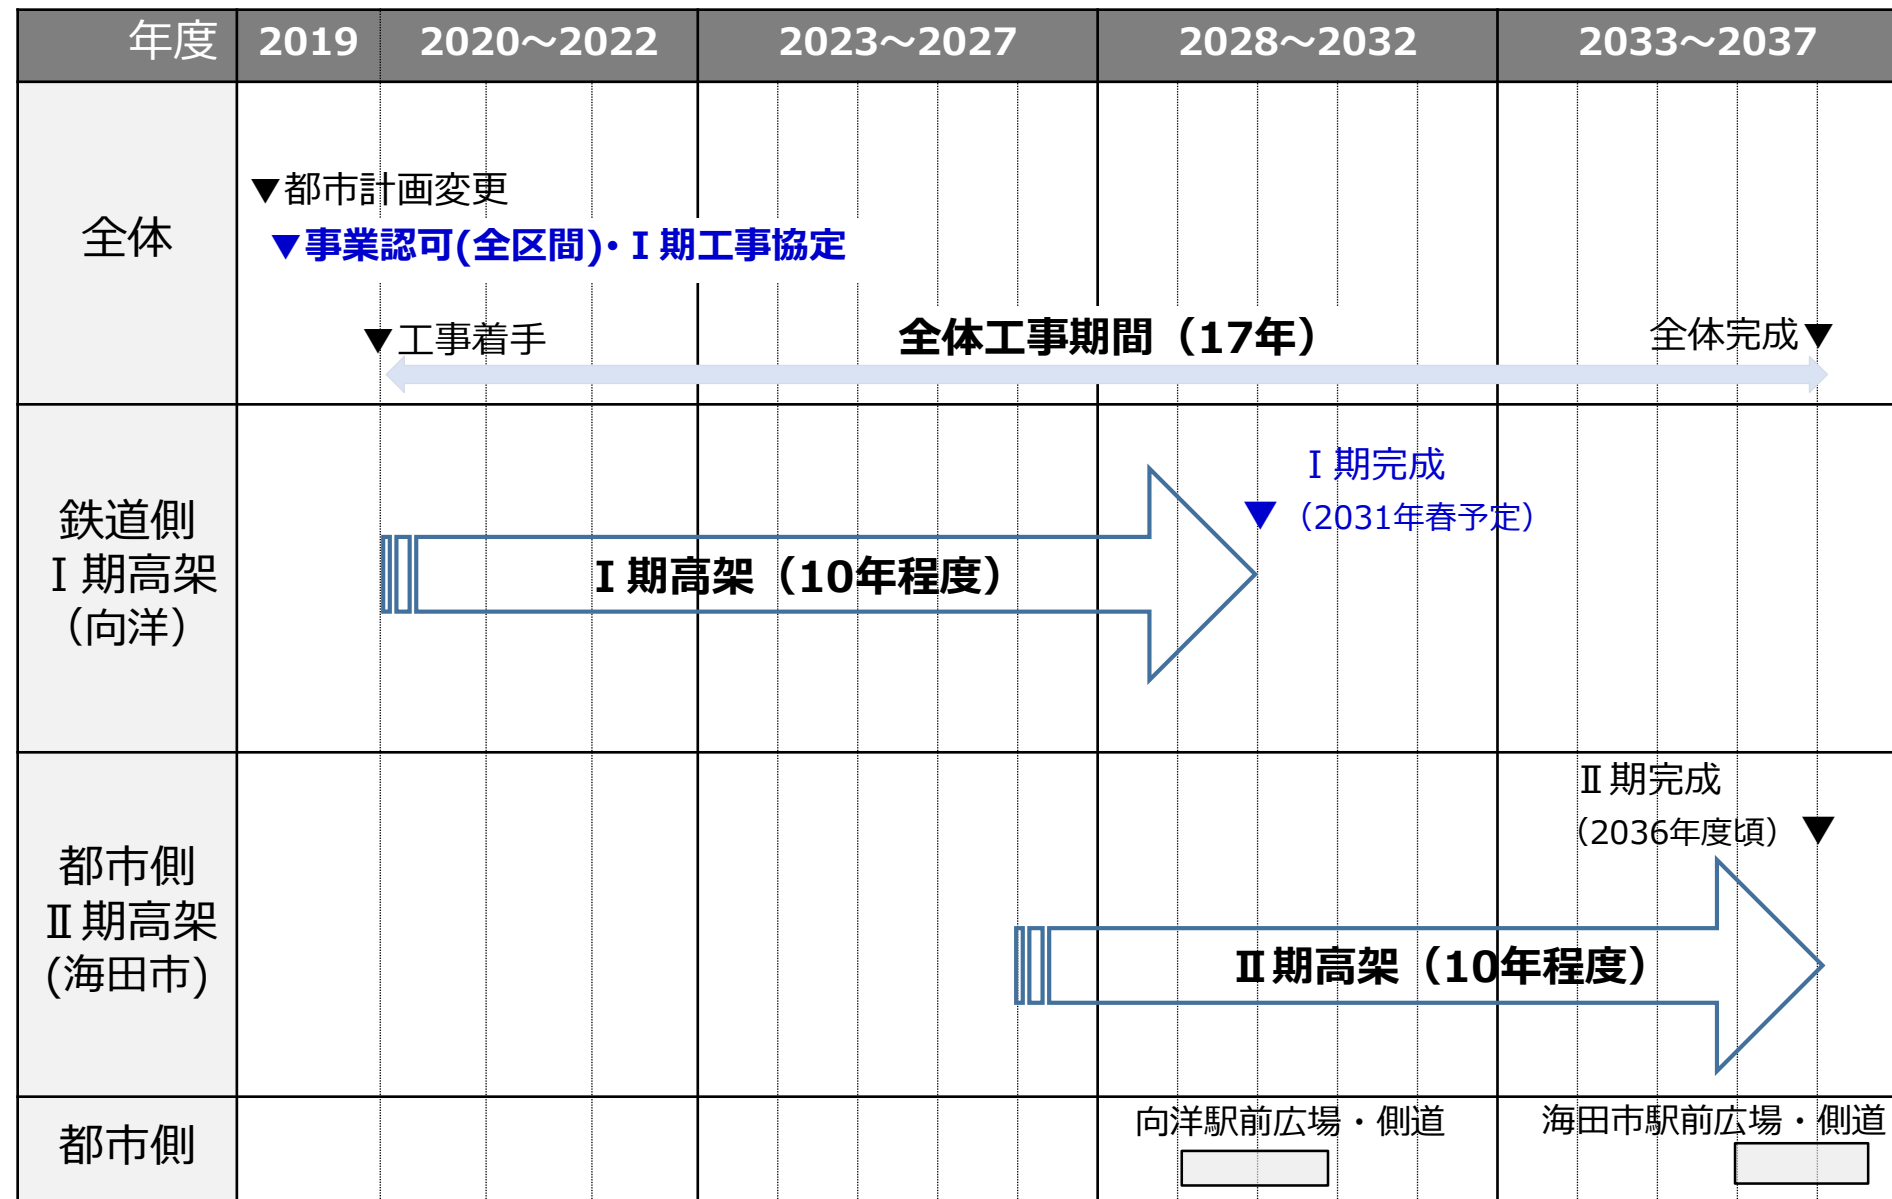 年度 2019 2020～2022 2023～2027 2028～2032 2033～2037
全体
▼都市計画変更
▼事業認可(全区間)・Ⅰ期工事協定
▼工事着手
全体工事期間（17年）
全体完成▼
鉄道側
Ⅰ期高架
（向洋）
Ⅰ期高架（10年程度）
Ⅰ期完成
▼（2031年春予定）
都市側
Ⅱ期高架
(海田市)
Ⅱ期完成
（2036年度頃）▼
Ⅱ期高架（10年程度）
都市側
向洋駅前広場・側道
海田市駅前広場・側道